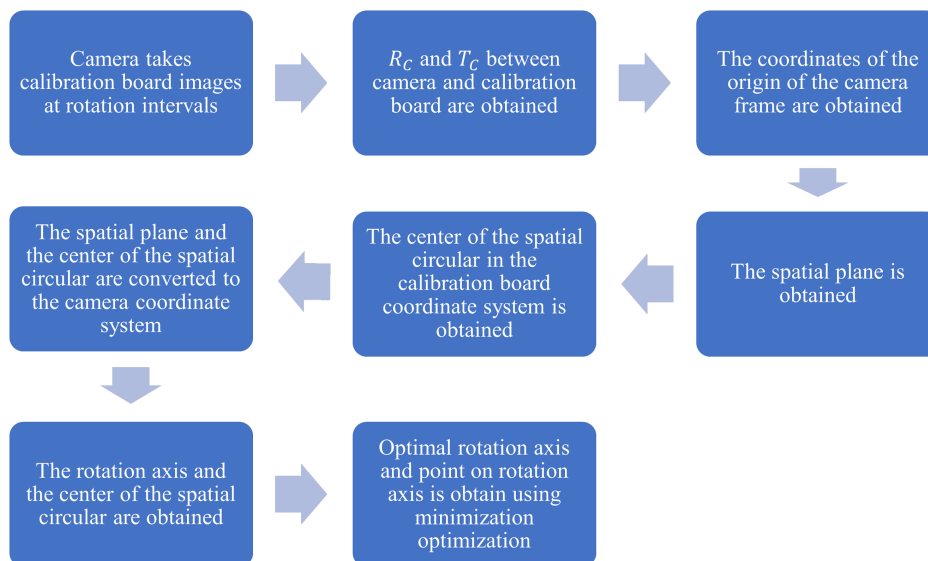 Camera takes
calibration board images
at rotation intervals
R_C and T_C between
camera and calibration
board are obtained
The coordinates of the
origin of the camera
frame are obtained
The spatial plane is
obtained
The center of the spatial
circular in the
calibration board
coordinate system is
obtained
The spatial plane and
the center of the spatial
circular are converted to
the camera coordinate
system
The rotation axis and
the center of the spatial
circular are obtained
Optimal rotation axis
and point on rotation
axis is obtain using
minimization
optimization